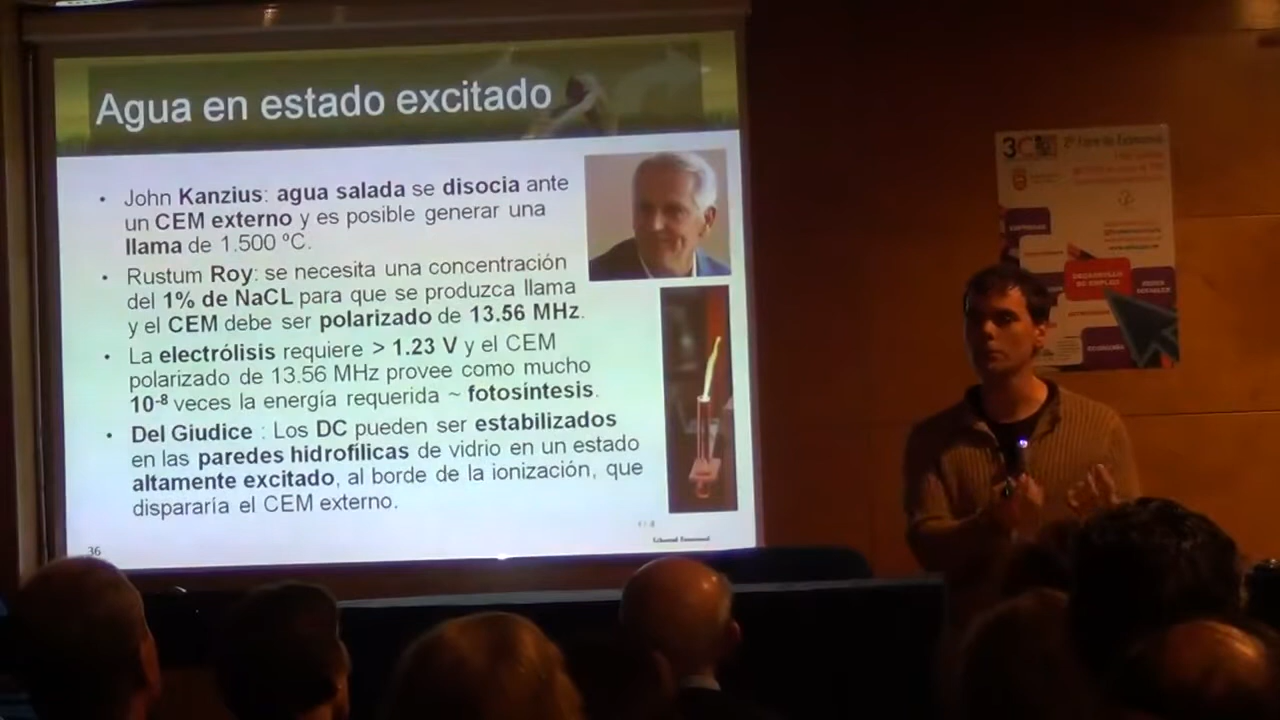 Agua en estado excitado
• John Kanzius: agua salada se disocia ante
un CEM externo y es posible generar una
llama de 1.500 ºC.
• Rustum Roy: se necesita una concentración
del 1% de NaCL para que se produzca llama
y el CEM debe ser polarizado de 13.56 MHz.
• La electrólisis requiere > 1.23 V y el CEM
polarizado de 13.56 MHz provee como mucho
10-8 veces la energía requerida ~ fotosíntesis.
• Del Giudice : Los DC pueden ser estabilizados
en las paredes hidrofílicas de vidrio en un estado
altamente excitado, al borde de la ionización, que
dispararía el CEM externo.
36
3C
DESARROLLO
REDES
SOCIALES
ECONOMÍA